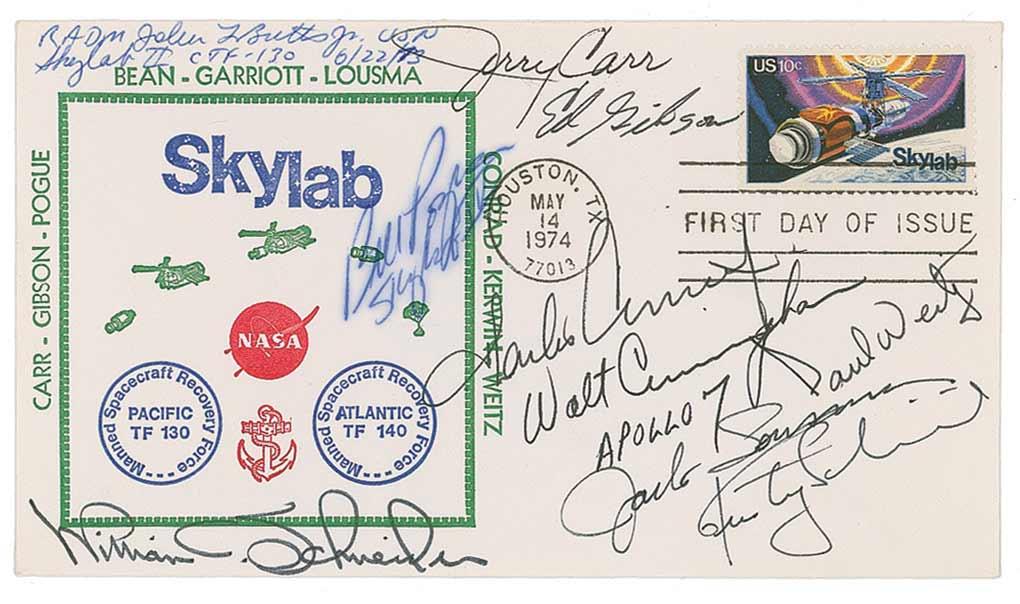 RADM John L Butts Jr. USN
Skylab II CTF-130 6/22/73
BEAN - GARRIOTT - LOUSMA
CARR - GIBSON - POGUE
CONRAD - KERWIN - WEITZ
Skylab
Bill Pogue
Skylab
NASA
Manned Spacecraft Recovery Force
PACIFIC
TF 130
Manned Spacecraft Recovery Force
ATLANTIC
TF 140
William C. Schneider
Jerry Carr
Ed Gibson
US 10c
Skylab
HOUSTON, TX
MAY
14
1974
77013
FIRST DAY OF ISSUE
Charles
Walt Cunningham
APOLLO 7
Paul Weitz
Jack Lousma
Rusty